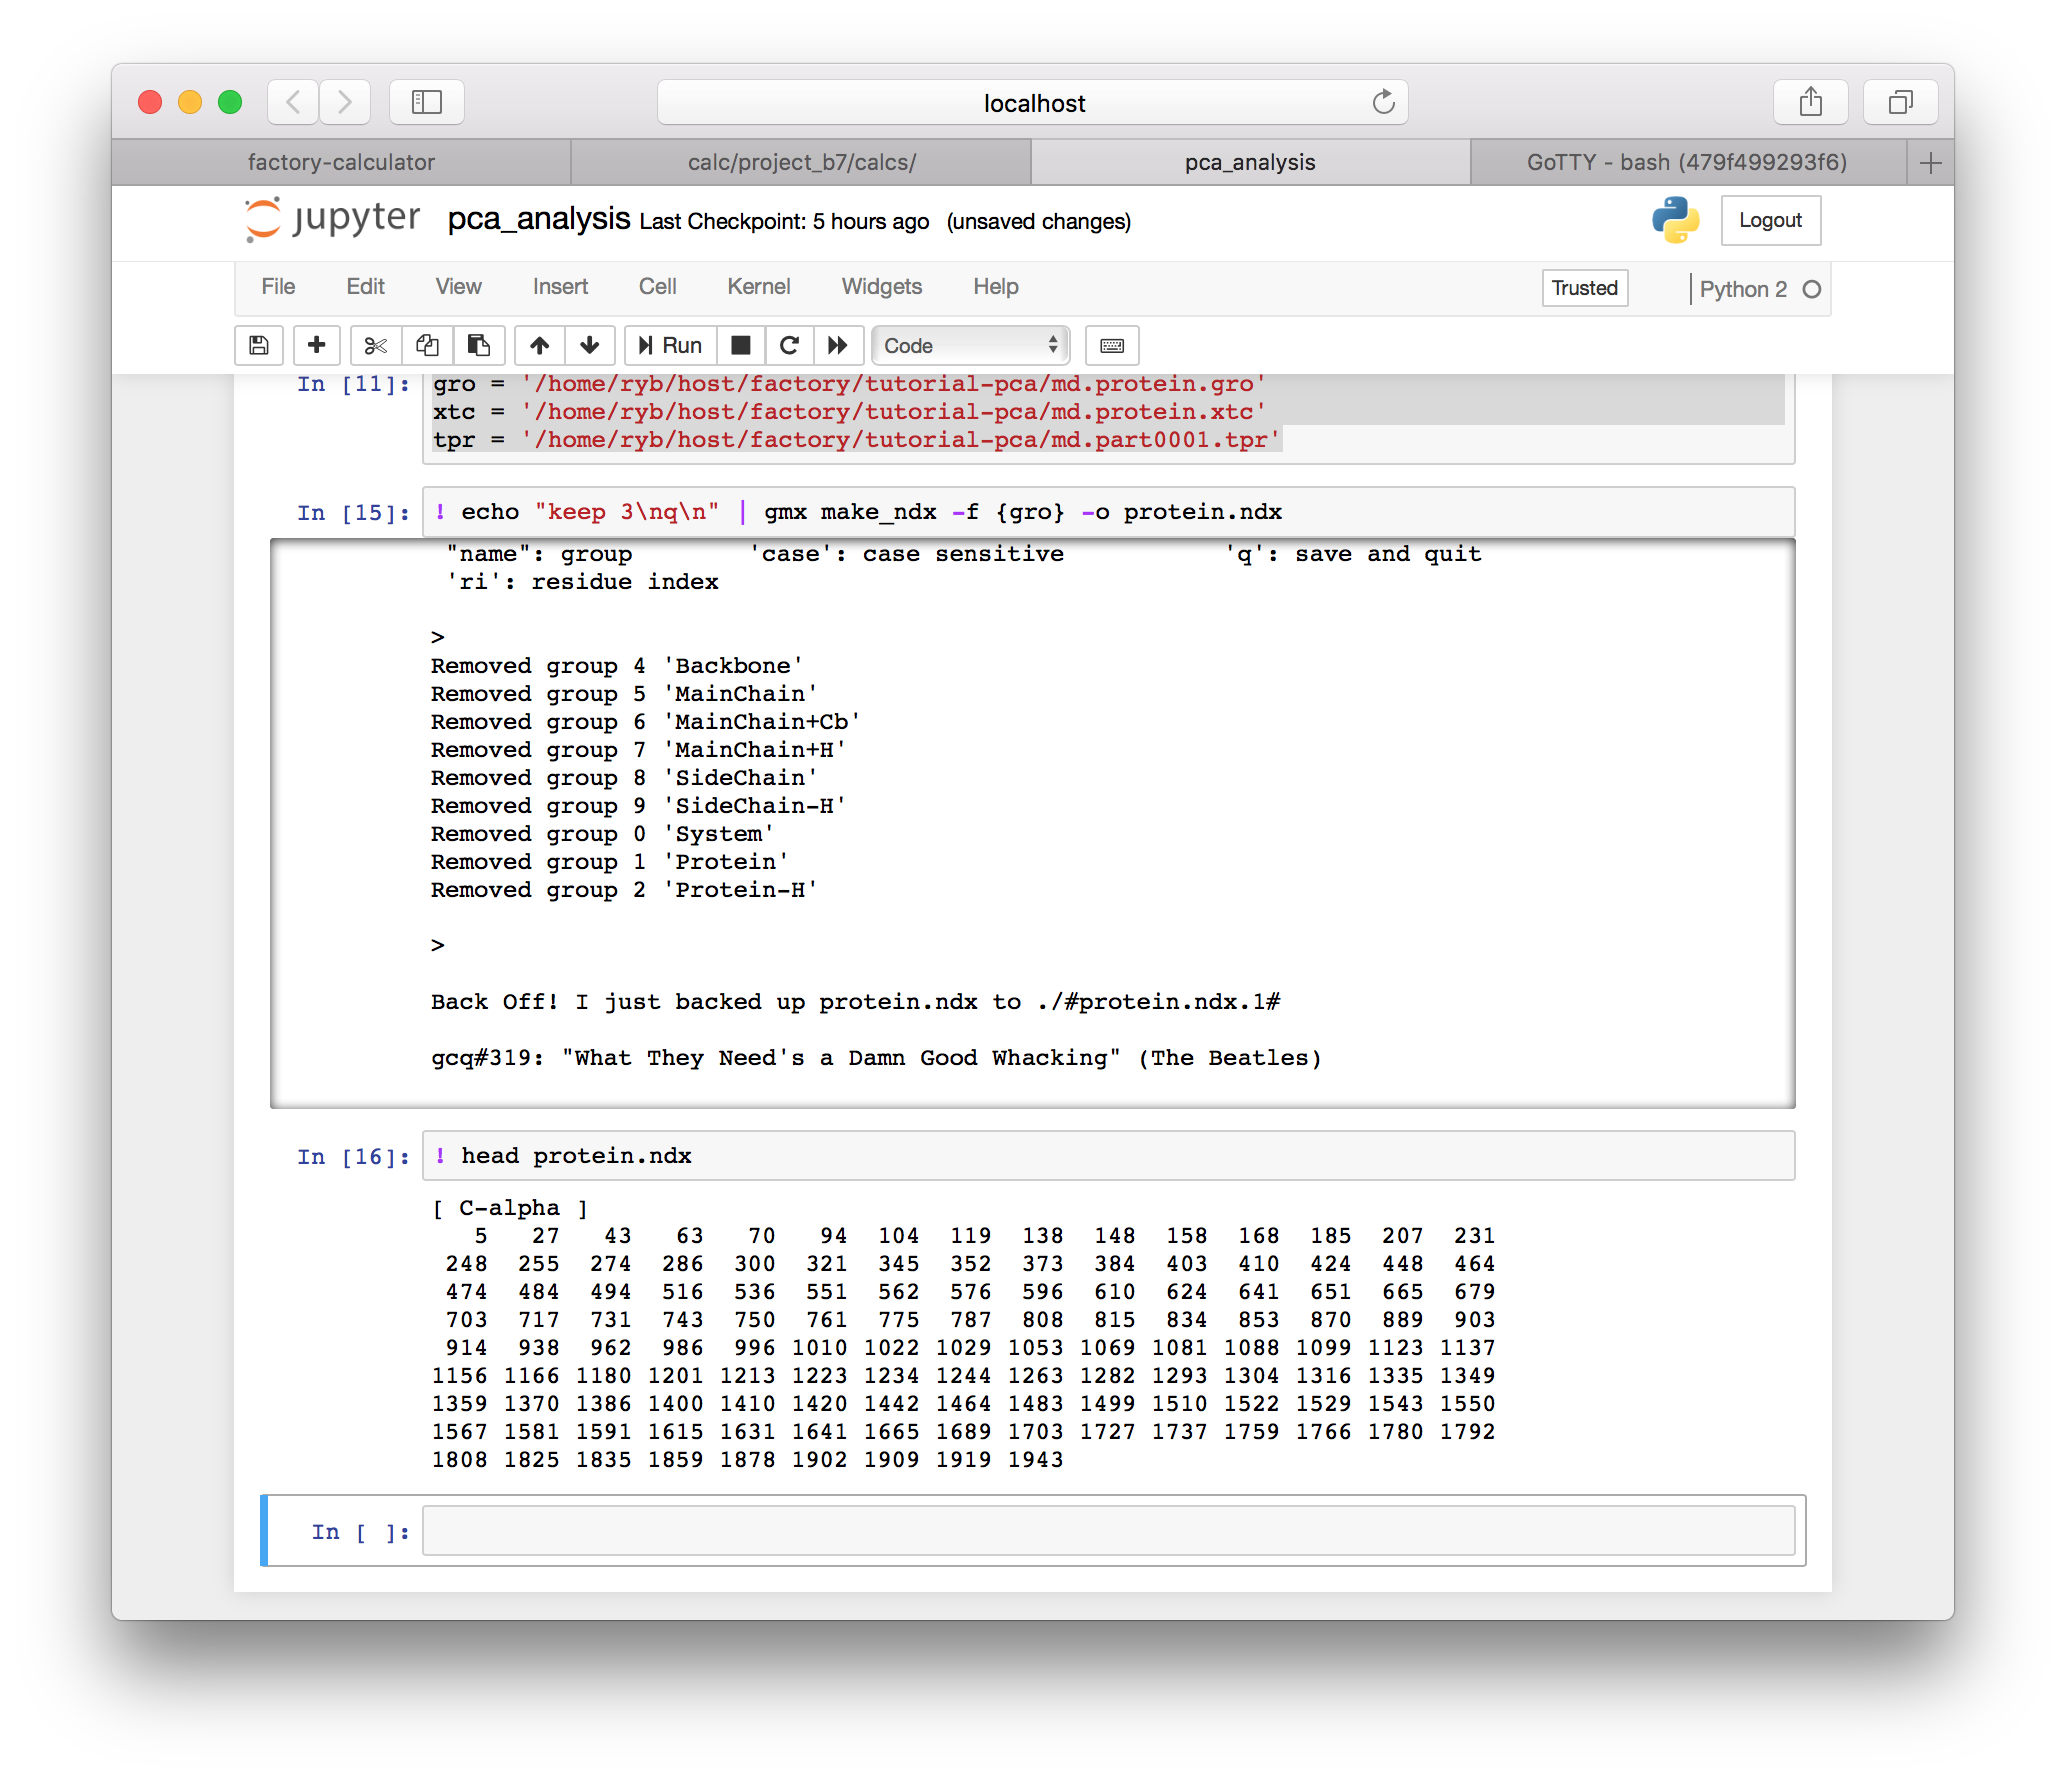 localhost
factory-calculator calc/project_b7/calcs/ pca_analysis GoTTY - bash (479f499293f6)
jupyter pca_analysis Last Checkpoint: 5 hours ago (unsaved changes) Logout
File Edit View Insert Cell Kernel Widgets Help Trusted Python 2
Run Code
In [11]: gro = '/home/ryb/host/factory/tutorial-pca/md.protein.gro'
xtc = '/home/ryb/host/factory/tutorial-pca/md.protein.xtc'
tpr = '/home/ryb/host/factory/tutorial-pca/md.part0001.tpr'
In [15]: ! echo "keep 3\nq\n" | gmx make_ndx -f {gro} -o protein.ndx
"name": group 'case': case sensitive 'q': save and quit
'ri': residue index
>
Removed group 4 'Backbone'
Removed group 5 'MainChain'
Removed group 6 'MainChain+Cb'
Removed group 7 'MainChain+H'
Removed group 8 'SideChain'
Removed group 9 'SideChain-H'
Removed group 0 'System'
Removed group 1 'Protein'
Removed group 2 'Protein-H'
>
Back Off! I just backed up protein.ndx to ./#protein.ndx.1#
gcq#319: "What They Need's a Damn Good Whacking" (The Beatles)
In [16]: ! head protein.ndx
[ C-alpha ]
5 27 43 63 70 94 104 119 138 148 158 168 185 207 231
248 255 274 286 300 321 345 352 373 384 403 410 424 448 464
474 484 494 516 536 551 562 576 596 610 624 641 651 665 679
703 717 731 743 750 761 775 787 808 815 834 853 870 889 903
914 938 962 986 996 1010 1022 1029 1053 1069 1081 1088 1099 1123 1137
1156 1166 1180 1201 1213 1223 1234 1244 1263 1282 1293 1304 1316 1335 1349
1359 1370 1386 1400 1410 1420 1442 1464 1483 1499 1510 1522 1529 1543 1550
1567 1581 1591 1615 1631 1641 1665 1689 1703 1727 1737 1759 1766 1780 1792
1808 1825 1835 1859 1878 1902 1909 1919 1943
In [ ]: